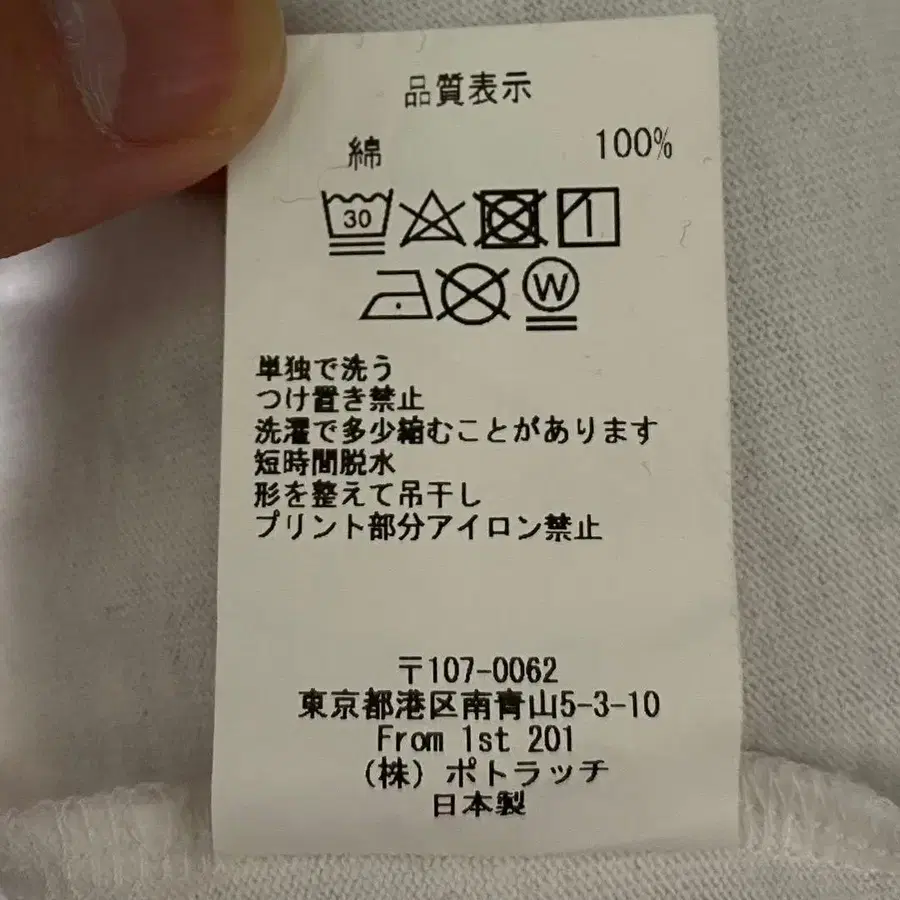 品質表示
綿 100%
30
W
単独で洗う
つけ置き禁止
洗濯で多少縮むことがあります
短時間脱水
形を整えて吊干し
プリント部分アイロン禁止
〒107-0062
東京都港区南青山5-3-10
From 1st 201
(株) ポトラッチ
日本製